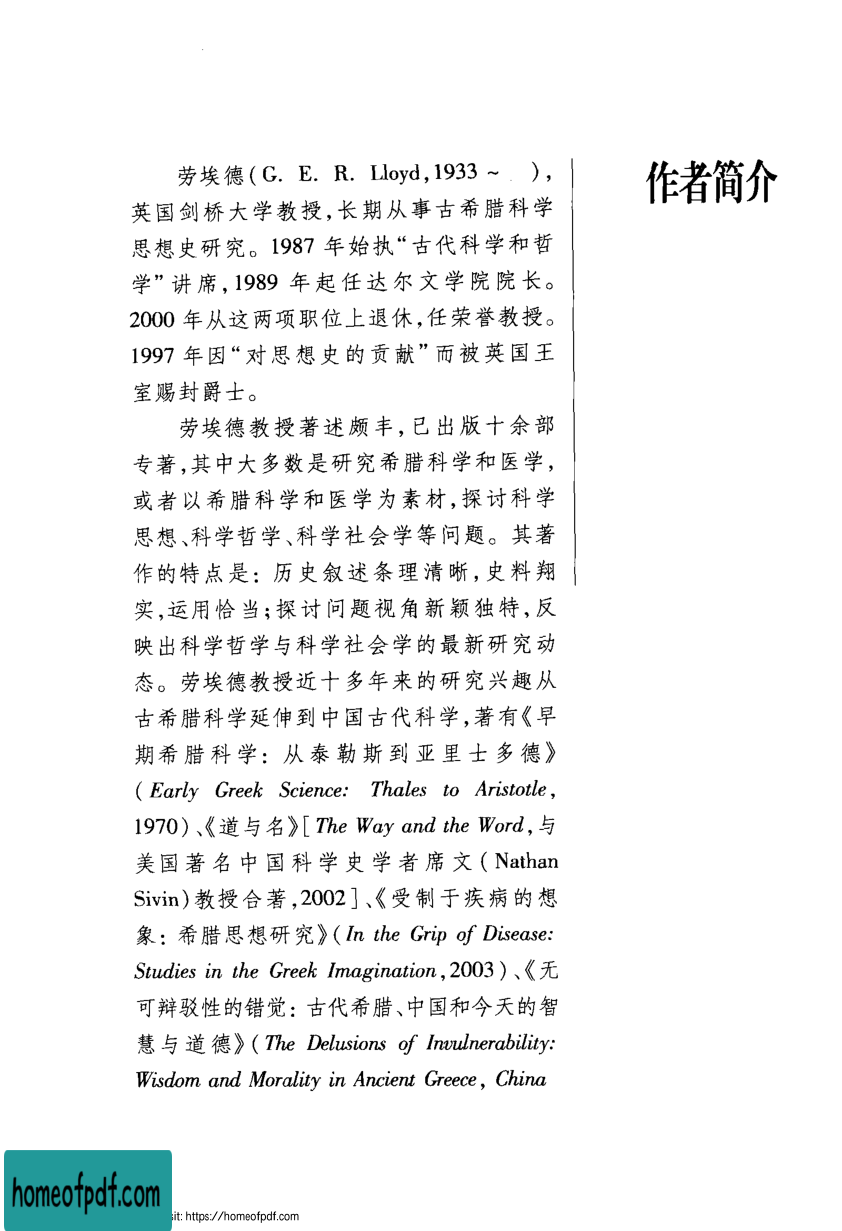 作者简介
劳埃德(G. E. R. Lloyd,1933 ~ ),
英国剑桥大学教授,长期从事古希腊科学
思想史研究。1987 年始执“古代科学和哲
学”讲席,1989 年起任达尔文学院院长。
2000 年从这两项职位上退休,任荣誉教授。
1997 年因“对思想史的贡献”而被英国王
室赐封爵士。
劳埃德教授著述颇丰,已出版十余部
专著,其中大多数是研究希腊科学和医学,
或者以希腊科学和医学为素材,探讨科学
思想、科学哲学、科学社会学等问题。其著
作的特点是：历史叙述条理清晰,史料翔
实,运用恰当;探讨问题视角新颖独特,反
映出科学哲学与科学社会学的最新研究动
态。劳埃德教授近十多年来的研究兴趣从
古希腊科学延伸到中国古代科学,著有《早
期希腊科学：从泰勒斯到亚里士多德》
(Early Greek Science: Thales to Aristotle,
1970)、《道与名》[The Way and the Word,与
美国著名中国科学史学者席文(Nathan
Sivin)教授合著,2002]、《受制于疾病的想
象：希腊思想研究》(In the Grip of Disease:
Studies in the Greek Imagination,2003)、《无
可辩驳性的错觉：古代希腊、中国和今天的智
慧与道德》(The Delusions of Invulnerability:
Wisdom and Morality in Ancient Greece, China
homeofpdf.com
sit: https://homeofpdf.com